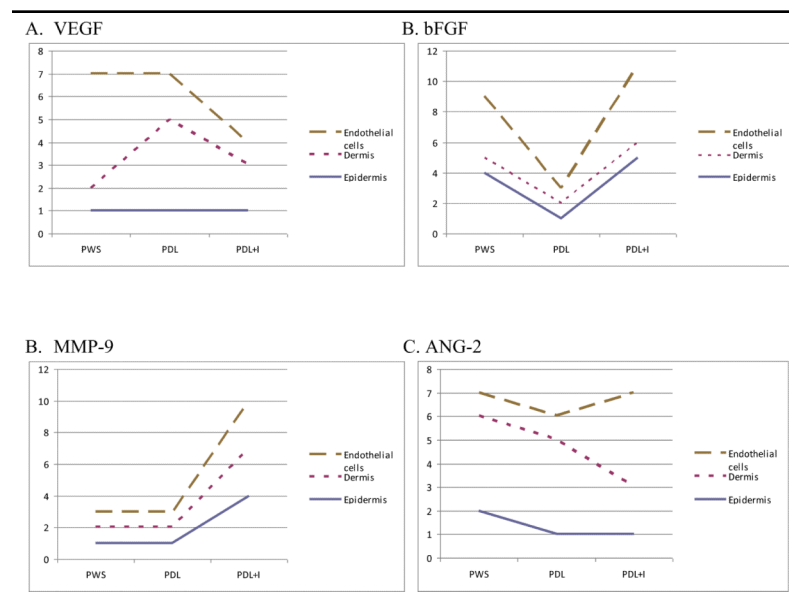 A. VEGF
8
7
6
5
4
3
2
1
0
PWS PDL PDL+I
Endothelial
cells
Dermis
Epidermis
B. bFGF
12
10
8
6
4
2
0
PWS PDL PDL+I
Endothelial
cells
Dermis
Epidermis
B. MMP-9
12
10
8
6
4
2
0
PWS PDL PDL+I
Endothelial
cells
Dermis
Epidermis
C. ANG-2
8
7
6
5
4
3
2
1
0
PWS PDL PDL+I
Endothelial
cells
Dermis
Epidermis